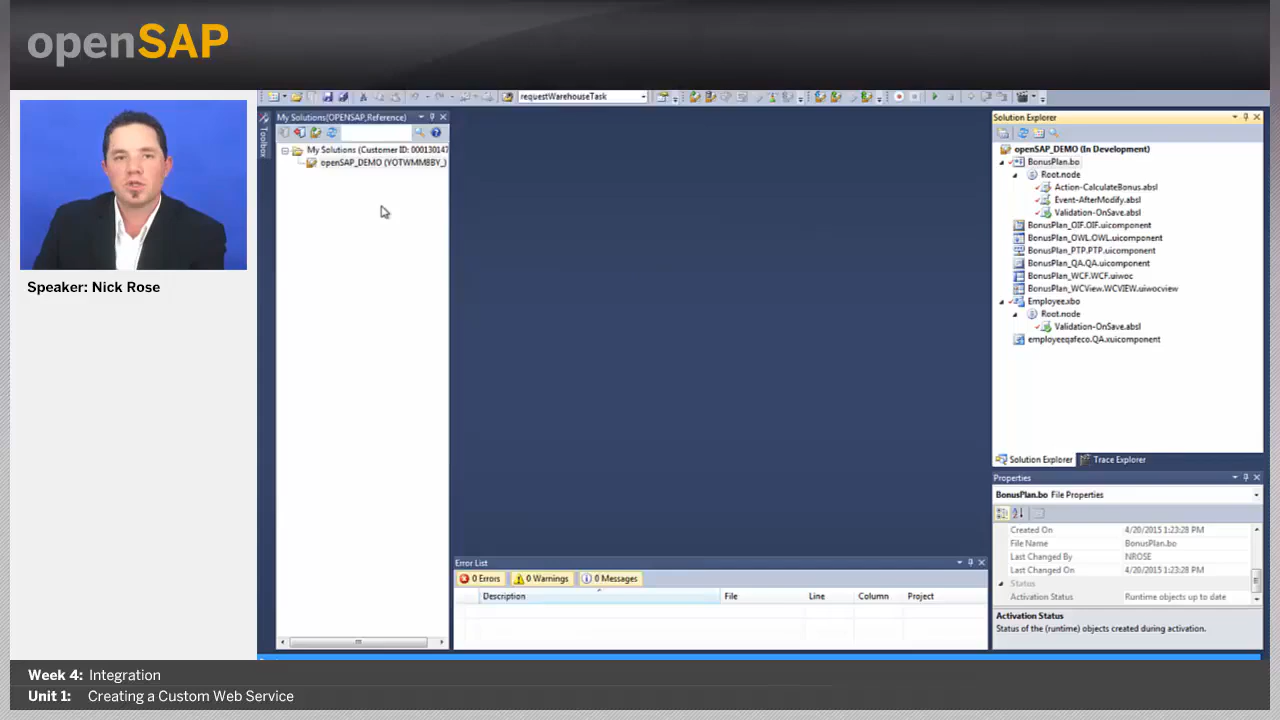 openSAP
Speaker: Nick Rose
requestWarehouseTask
Toolbox
My Solutions(OPENSAP,Reference)
My Solutions (Customer ID: 000130147
openSAP_DEMO (YOTWMMBBY_)
Error List
0 Errors
0 Warnings
0 Messages
Description
File
Line
Column
Project
Solution Explorer
openSAP_DEMO (In Development)
BonusPlan.bo
Root.node
Action-CalculateBonus.absl
Event-AfterModify.absl
Validation-OnSave.absl
BonusPlan_OIF.OIF.uicomponent
BonusPlan_OWL.OWL.uicomponent
BonusPlan_PTP.PTP.uicomponent
BonusPlan_QA.QA.uicomponent
BonusPlan_WCF.WCF.uiwoc
BonusPlan_WCView.WCVIEW.uiwocview
Employee.xbo
Root.node
Validation-OnSave.absl
employeeqafeco.QA.xuicomponent
Solution Explorer
Trace Explorer
Properties
BonusPlan.bo File Properties
Created On 4/20/2015 1:23:28 PM
File Name BonusPlan.bo
Last Changed By NROSE
Last Changed On 4/20/2015 1:23:28 PM
Status
Activation Status Runtime objects up to date
Activation Status
Status of the (runtime) objects created during activation.
Week 4: Integration
Unit 1: Creating a Custom Web Service